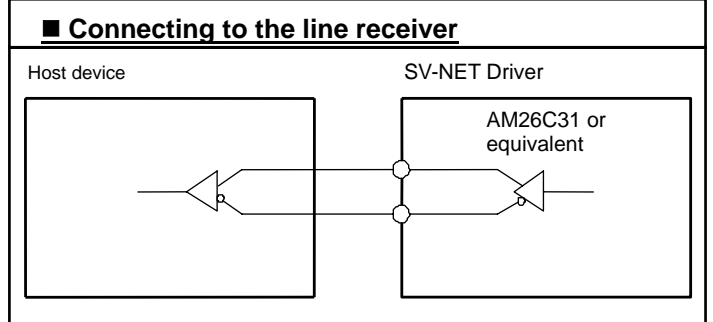 ■ Connecting to the line receiver
Host device
SV-NET Driver
AM26C31 or
equivalent